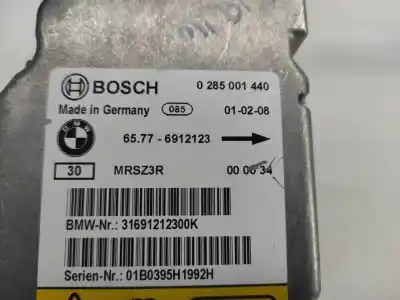 BOSCH 0 285 001 440
Made in Germany 085 01-02-08
BMW
65.77 - 6912123
30 MRSZ3R 00 00 34
BMW-Nr.: 31691212300K
Serien-Nr.: 01B0395H1992H